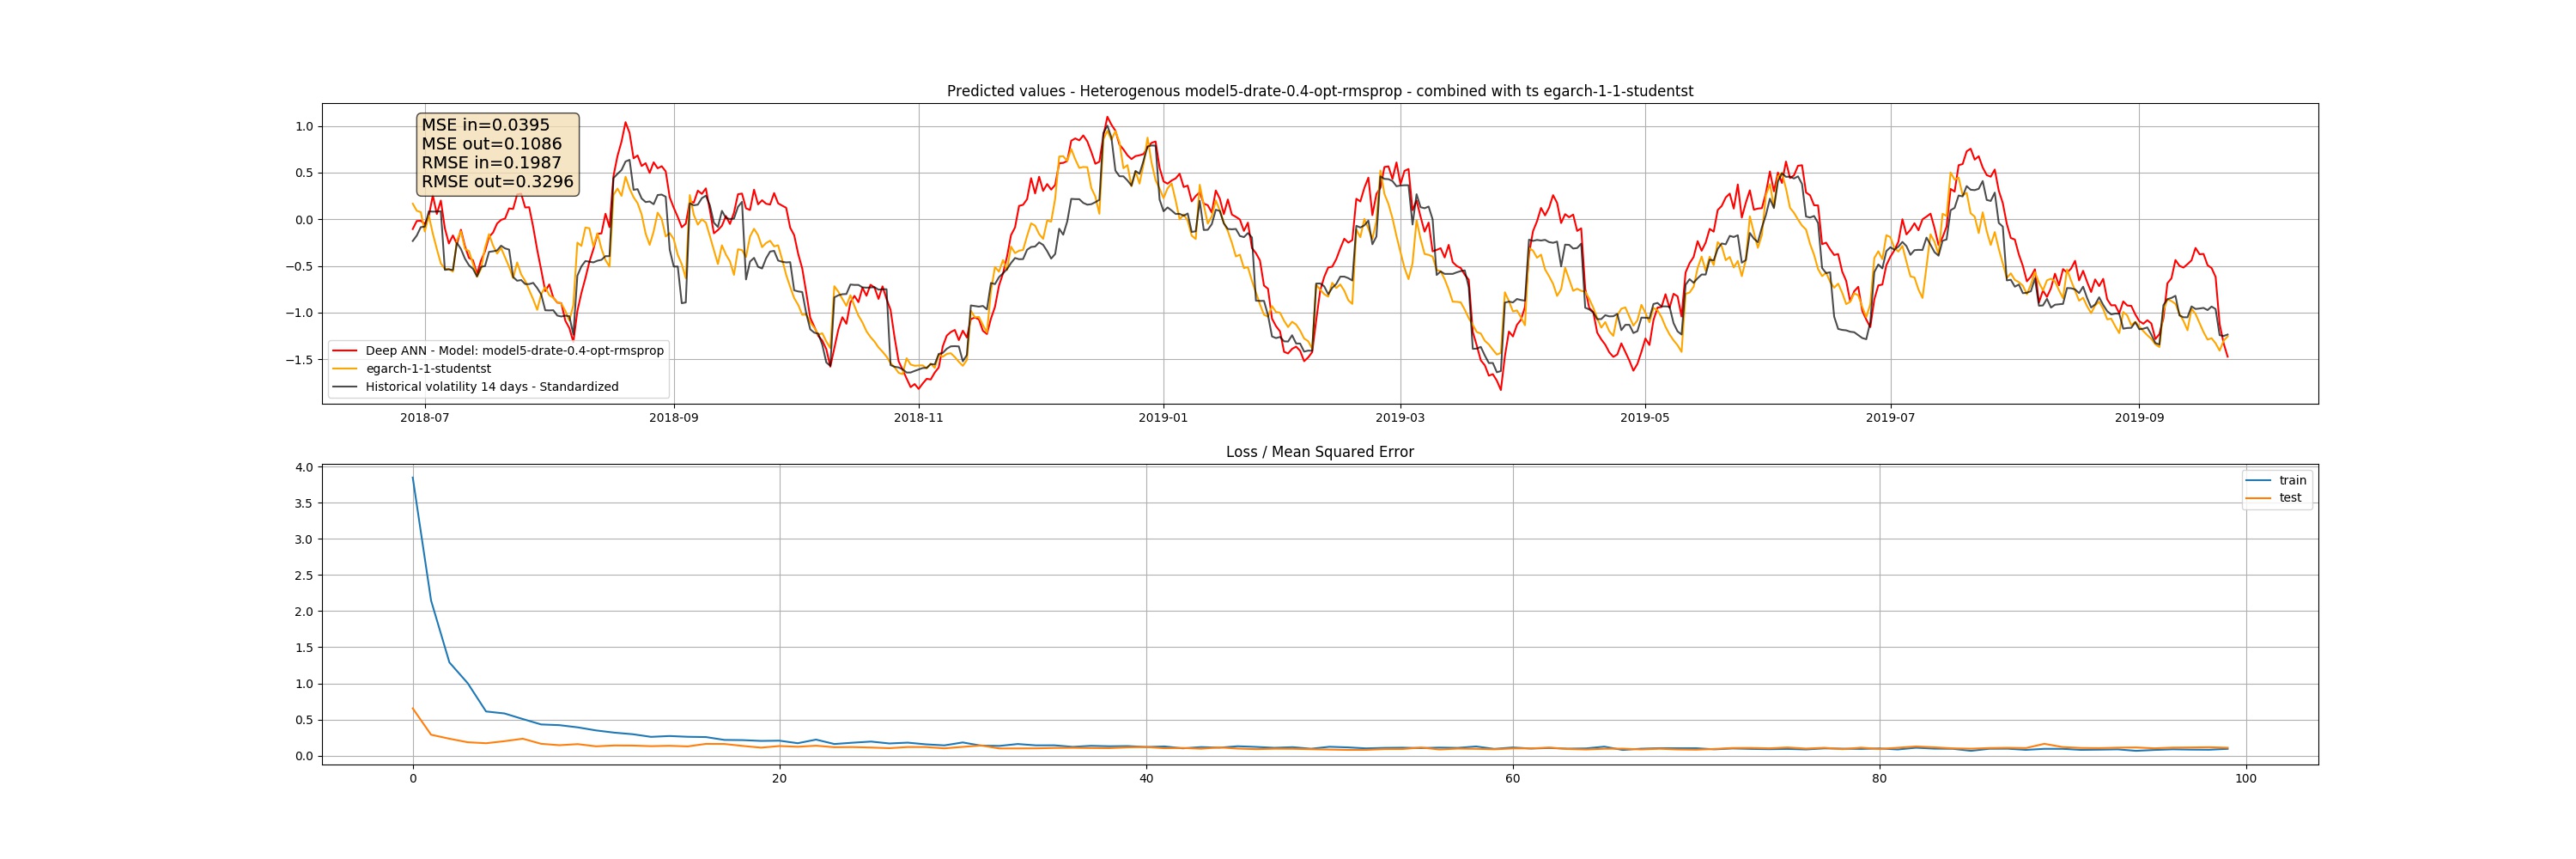 Predicted values - Heterogenous model5-drate-0.4-opt-rmsprop - combined with ts egarch-1-1-studentst
1.0
0.5
0.0
−0.5
−1.0
−1.5
MSE in=0.0395
MSE out=0.1086
RMSE in=0.1987
RMSE out=0.3296
Deep ANN - Model: model5-drate-0.4-opt-rmsprop
egarch-1-1-studentst
Historical volatility 14 days - Standardized
2018-07 2018-09 2018-11 2019-01 2019-03 2019-05 2019-07 2019-09
Loss / Mean Squared Error
4.0
3.5
3.0
2.5
2.0
1.5
1.0
0.5
0.0
train
test
0 20 40 60 80 100